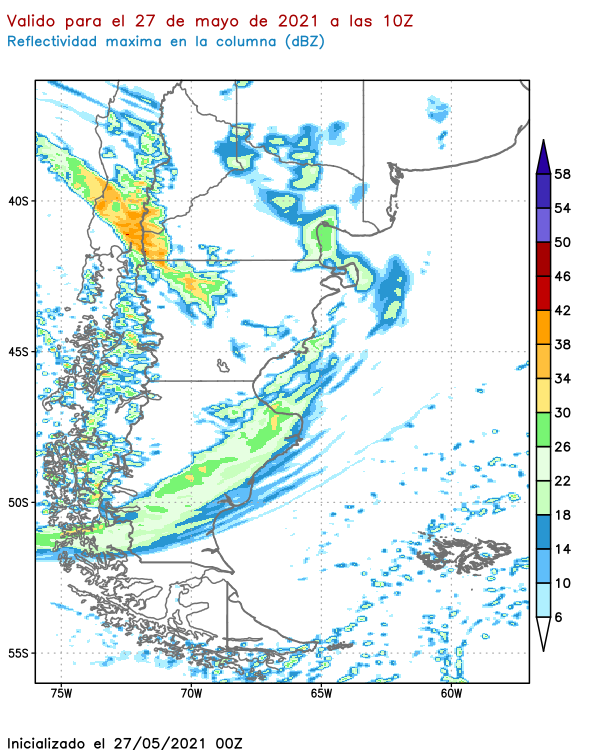 Valido para el 27 de mayo de 2021 a las 10Z
Reflectividad maxima en la columna (dBZ)
58
54
50
46
42
38
34
30
26
22
18
14
10
6
40S
45S
50S
55S
75W 70W 65W 60W
Inicializado el 27/05/2021 00Z